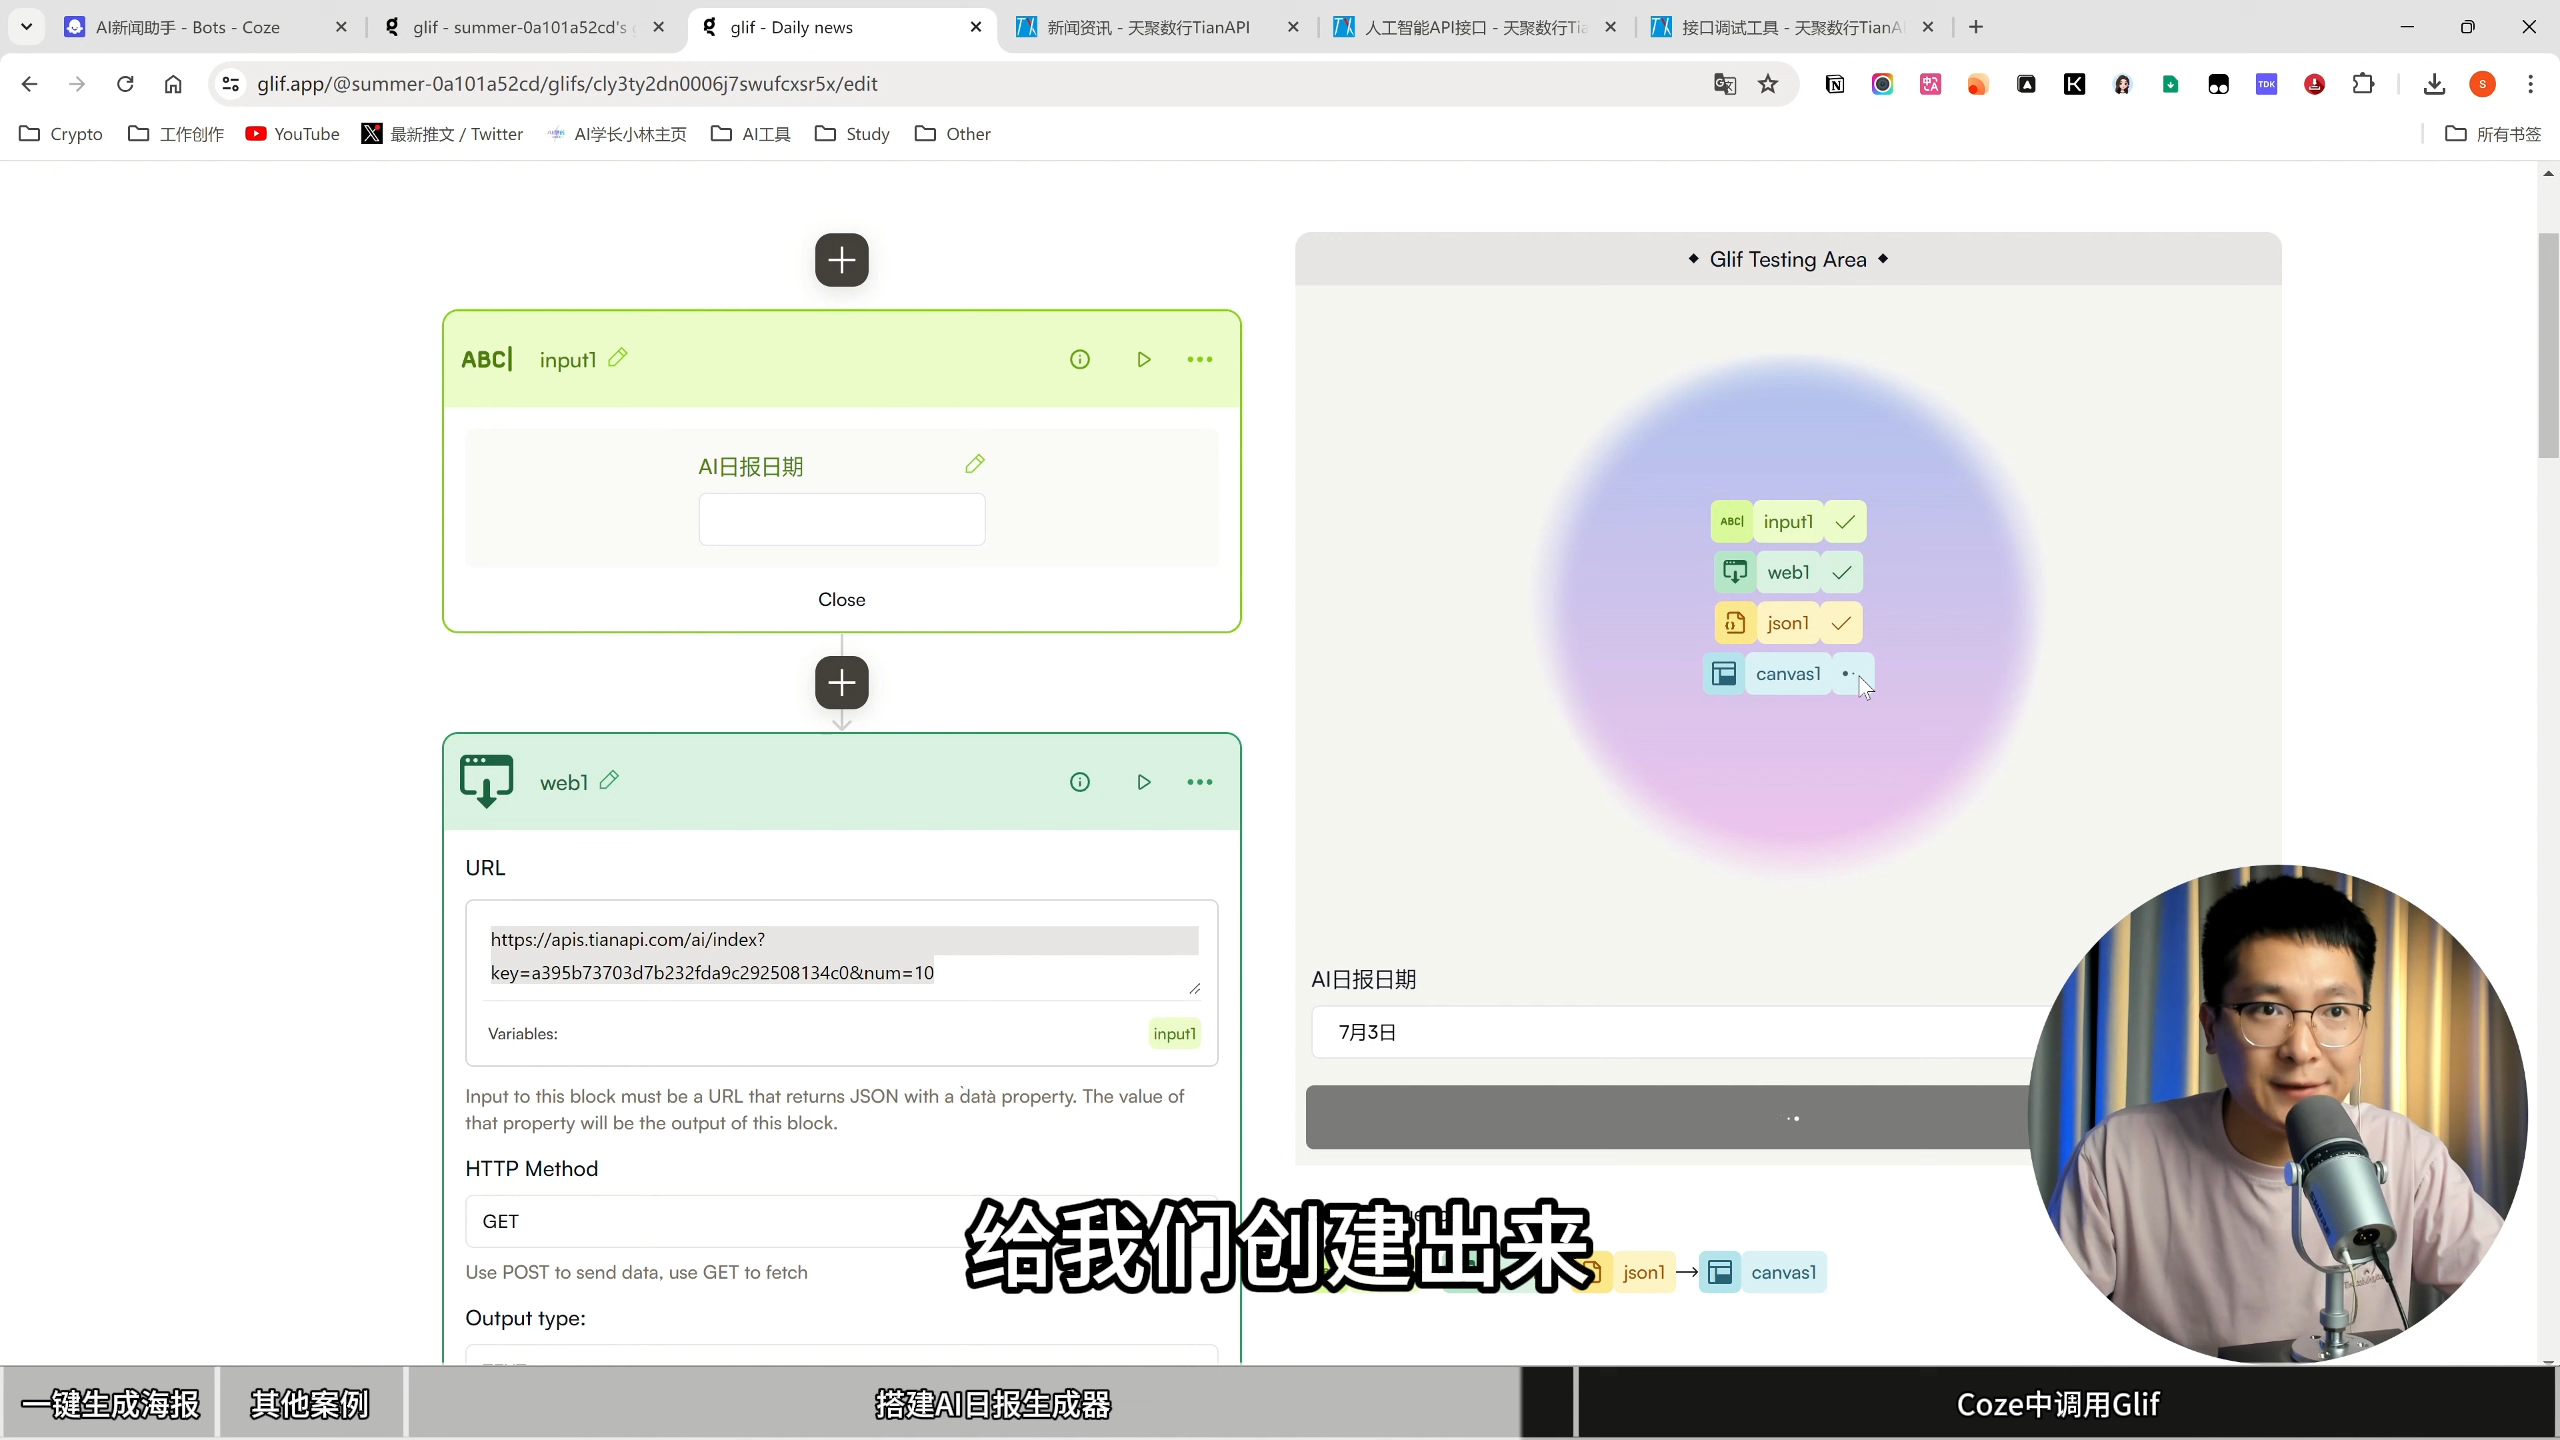 AI新闻助手 - Bots - Coze
glif - summer-0a101a52cd's
glif - Daily news
新闻资讯 - 天聚数行TianAPI
人工智能API接口 - 天聚数行Tia
接口调试工具 - 天聚数行TianA
glif.app/@summer-0a101a52cd/glifs/cly3ty2dn0006j7swufcxsr5x/edit
Crypto
工作创作
YouTube
最新推文 / Twitter
AI学长小林主页
AI工具
Study
Other
所有书签
ABC input1
AI日报日期
Close
web1
URL
https://apis.tianapi.com/ai/index?
key=a395b73703d7b232fda9c292508134c0&num=10
Variables:
input1
Input to this block must be a URL that returns JSON with a `data` property. The value of
that property will be the output of this block.
HTTP Method
GET
Use POST to send data, use GET to fetch
Output type:
Glif Testing Area
ABC input1
web1
json1
canvas1
AI日报日期
7月3日
json1
canvas1
给我们创建出来
一键生成海报
其他案例
搭建AI日报生成器
Coze中调用Glif